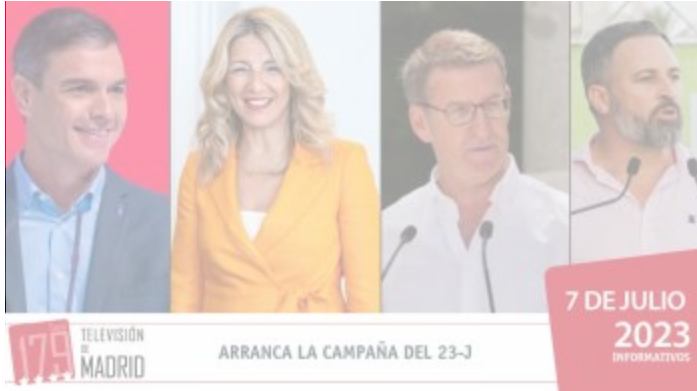 7 DE JULIO
2023
INFORMATIVOS
179
TELEVISIÓN
DE
MADRID
ARRANCA LA CAMPAÑA DEL 23-J